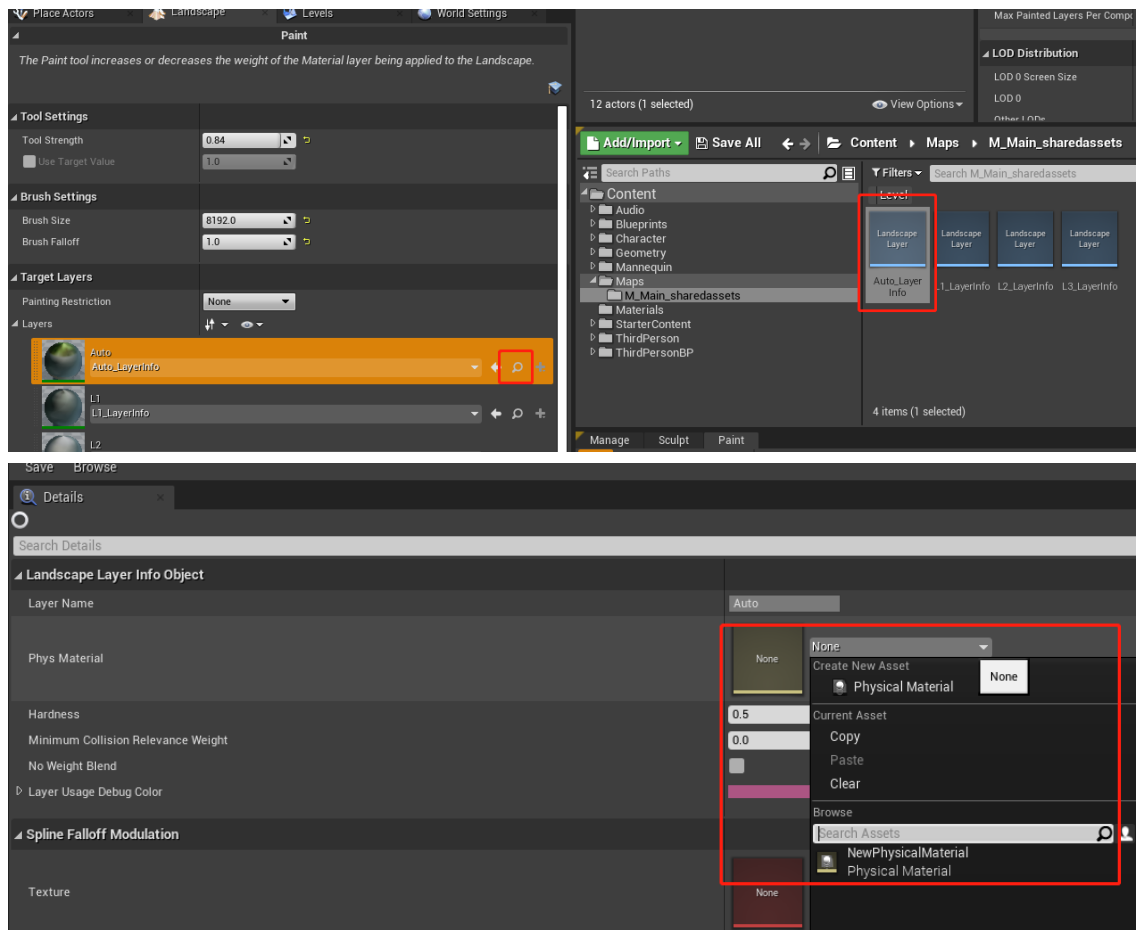 Place Actors
Landscape
Levels
World Settings
Paint
The Paint tool increases or decreases the weight of the Material layer being applied to the Landscape.
Tool Settings
Tool Strength
0.84
Use Target Value
1.0
Brush Settings
Brush Size
8192.0
Brush Falloff
1.0
Target Layers
Painting Restriction
None
Layers
Auto
Auto_LayerInfo
L1
L1_LayerInfo
L2
Max Painted Layers Per Compo
LOD Distribution
LOD 0 Screen Size
LOD 0
Other LODs
12 actors (1 selected)
View Options
Add/Import
Save All
Content
Maps
M_Main_sharedassets
Search Paths
Filters
Search M_Main_sharedassets
Level
Content
Audio
Blueprints
Character
Geometry
Mannequin
Maps
M_Main_sharedassets
Materials
StarterContent
ThirdPerson
ThirdPersonBP
Landscape
Layer
Landscape
Layer
Landscape
Layer
Landscape
Layer
Auto_Layer
Info
L1_LayerInfo
L2_LayerInfo
L3_LayerInfo
4 items (1 selected)
Manage
Sculpt
Paint
Save
Browse
Details
Search Details
Landscape Layer Info Object
Layer Name
Auto
Phys Material
None
None
Create New Asset
Physical Material
None
Hardness
0.5
Current Asset
Minimum Collision Relevance Weight
0.0
Copy
No Weight Blend
Paste
Layer Usage Debug Color
Clear
Browse
Spline Falloff Modulation
Search Assets
NewPhysicalMaterial
Physical Material
Texture
None